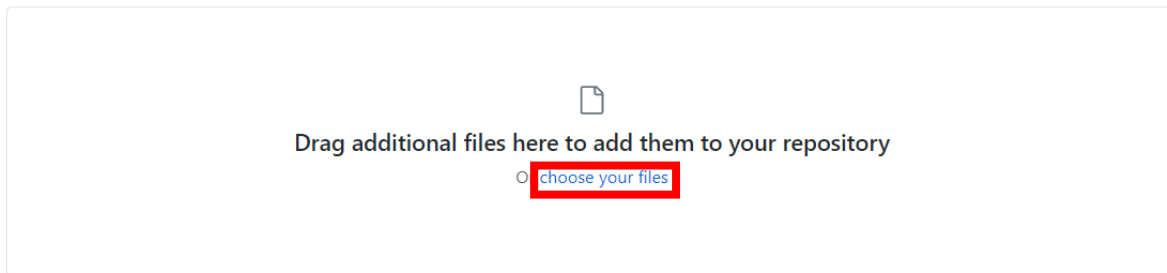 Drag additional files here to add them to your repository
O choose your files